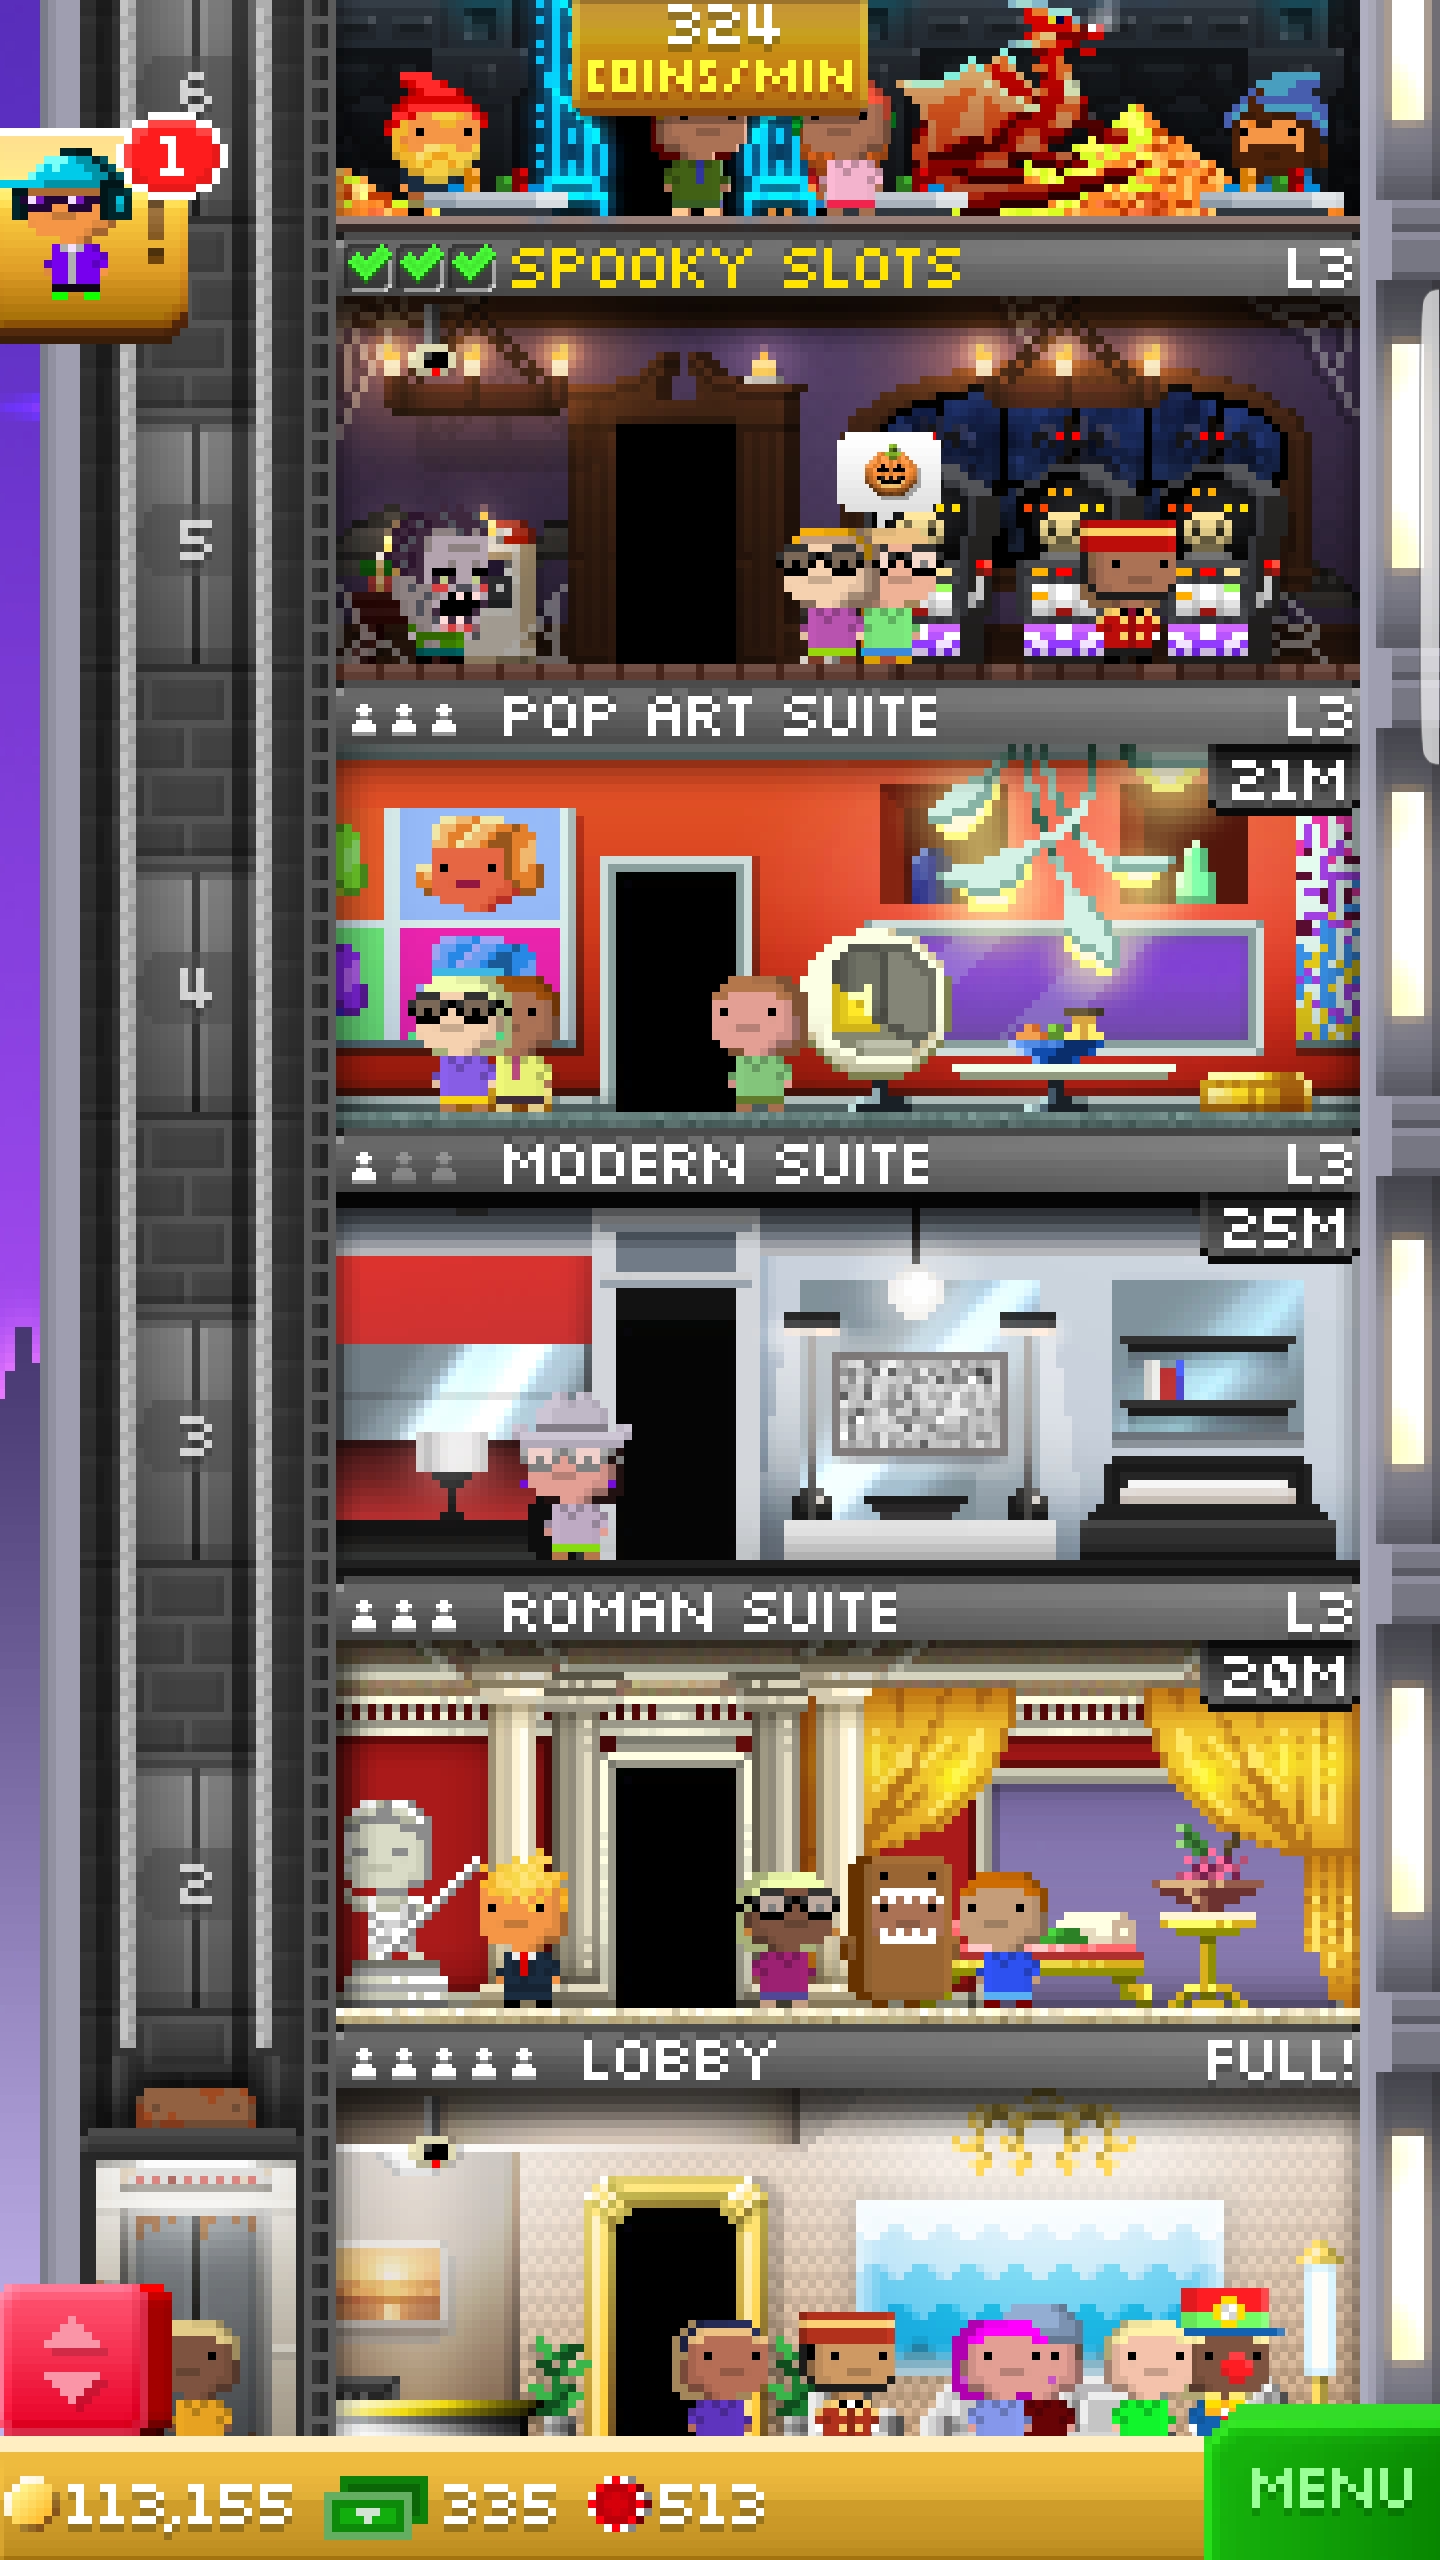 324
COINS/MIN
6
1
!
SPOOKY SLOTS L3
5
POP ART SUITE L3
21M
4
MODERN SUITE L3
25M
3
ROMAN SUITE L3
20M
2
LOBBY FULL!
113,155 335 513
MENU